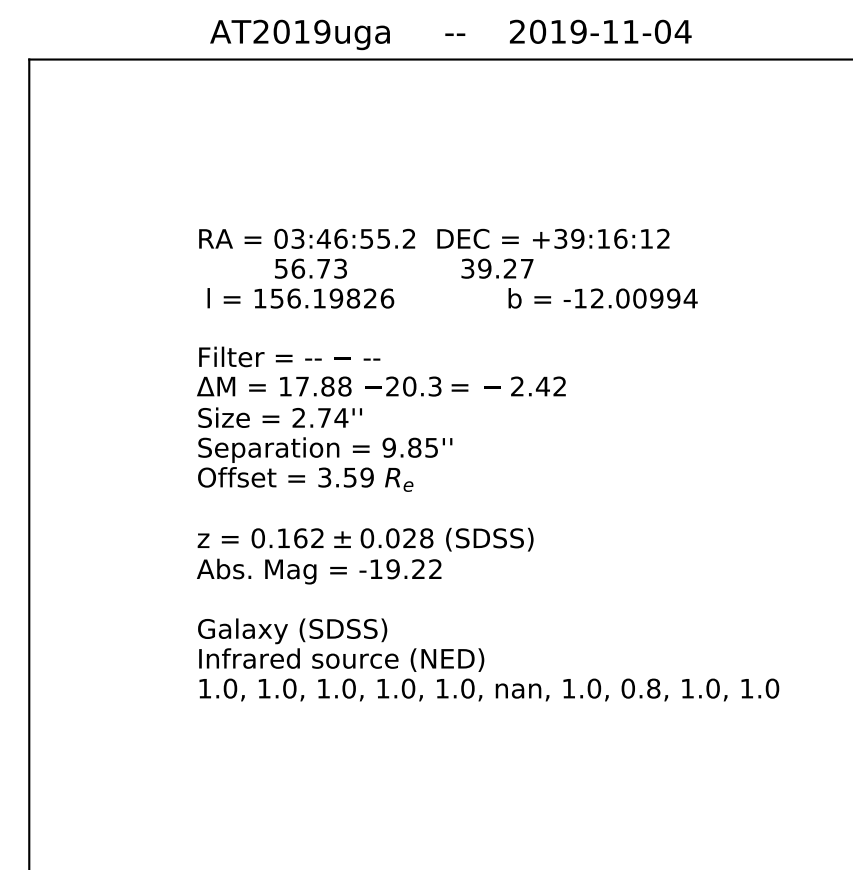 AT2019uga -- 2019-11-04
RA = 03:46:55.2 DEC = +39:16:12
56.73 39.27
l = 156.19826 b = -12.00994
Filter = -- − --
ΔM = 17.88 −20.3 = − 2.42
Size = 2.74''
Separation = 9.85''
Offset = 3.59 Re
z = 0.162 ± 0.028 (SDSS)
Abs. Mag = -19.22
Galaxy (SDSS)
Infrared source (NED)
1.0, 1.0, 1.0, 1.0, 1.0, nan, 1.0, 0.8, 1.0, 1.0